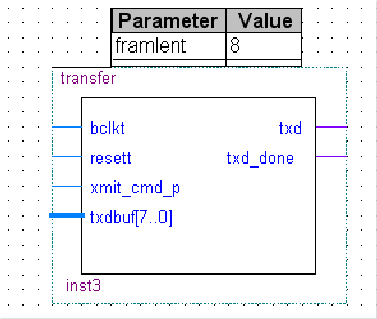 Parameter Value
framlent 8
transfer
bclkt txd
resett txd_done
xmit_cmd_p
txdbuf[7..0]
inst3